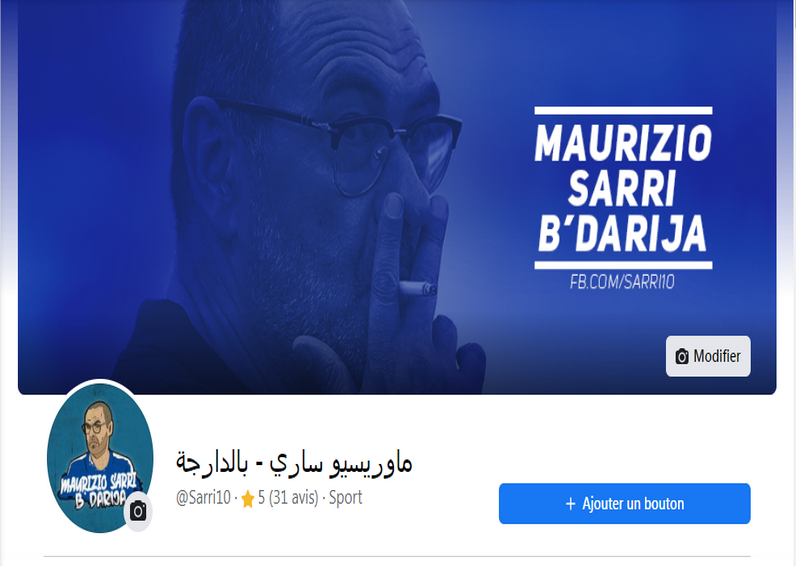 MAURIZIO
SARRI
B'DARIJA
FB.COM/SARRI10
Modifier
ماوريسيو ساري - بالدارجة
@Sarri10 · ⭐ 5 (31 avis) · Sport
+ Ajouter un bouton
MAURIZIO SARRI
B'DARIJA